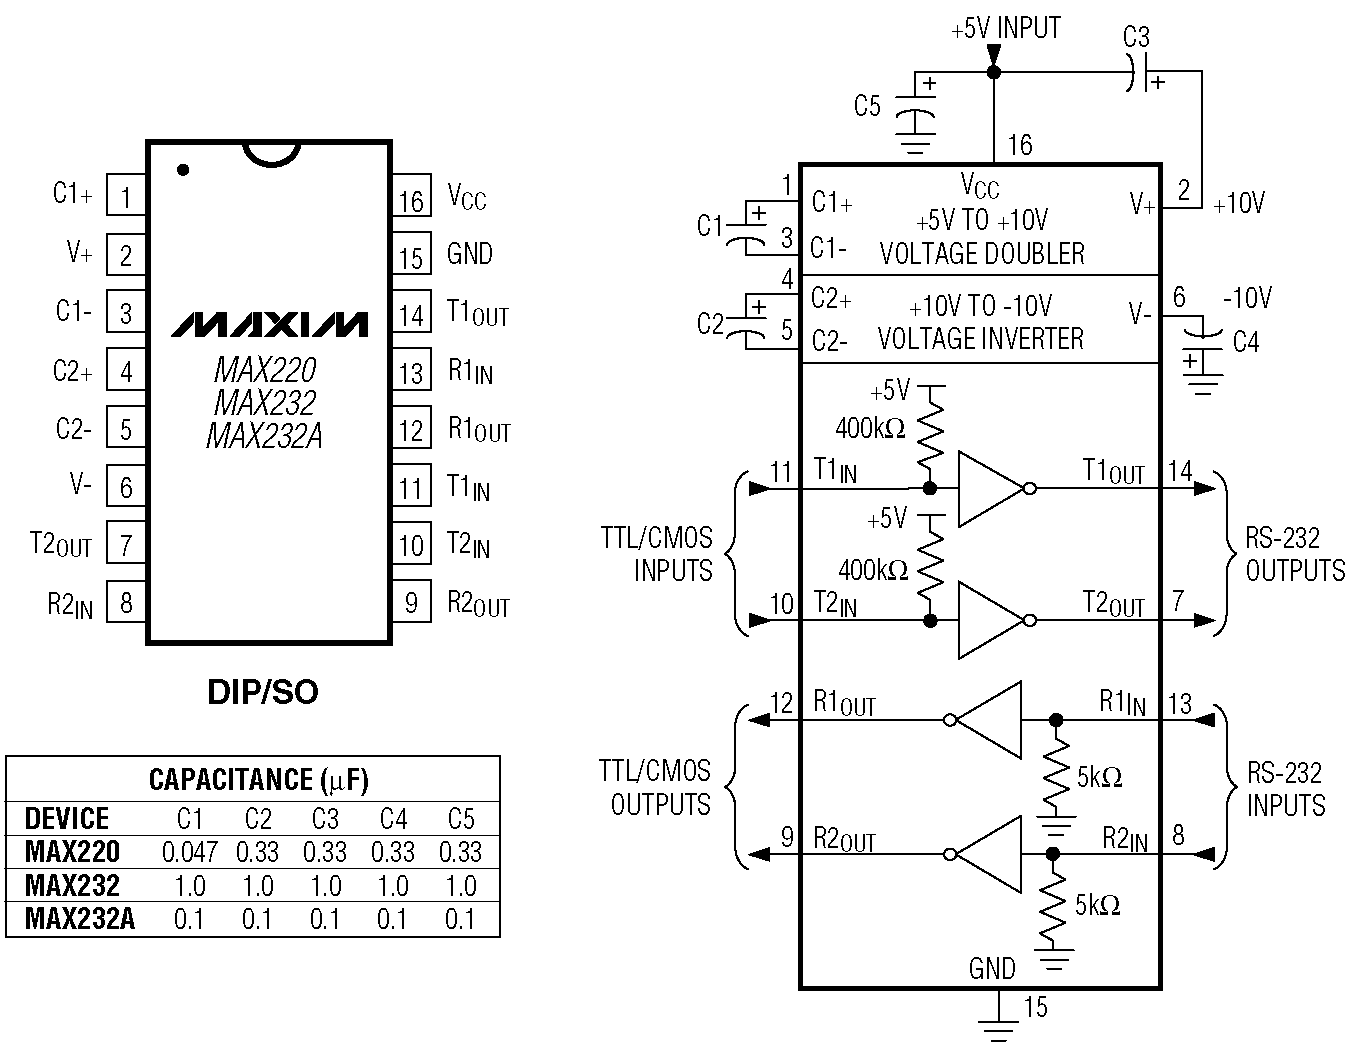 C1+ 1
V+ 2
C1- 3
C2+ 4
C2- 5
V- 6
T2OUT 7
R2IN 8
MAXIM
MAX220
MAX232
MAX232A
16 VCC
15 GND
14 T1OUT
13 R1IN
12 R1OUT
11 T1IN
10 T2IN
9 R2OUT
DIP/SO
CAPACITANCE (μF)
DEVICE C1 C2 C3 C4 C5
MAX220 0.047 0.33 0.33 0.33 0.33
MAX232 1.0 1.0 1.0 1.0 1.0
MAX232A 0.1 0.1 0.1 0.1 0.1
+5V INPUT
C3
+
C5
+
16
1
C1+
VCC
V+
2
+10V
C1
+
3
C1-
+5V TO +10V
VOLTAGE DOUBLER
4
C2+
+10V TO -10V
VOLTAGE INVERTER
V-
6
-10V
C2
+
5
C2-
C4
+
+5V
400kΩ
11
T1IN
T1OUT
14
+5V
400kΩ
TTL/CMOS
INPUTS
RS-232
OUTPUTS
10
T2IN
T2OUT
7
12
R1OUT
R1IN
13
5kΩ
TTL/CMOS
OUTPUTS
RS-232
INPUTS
9
R2OUT
R2IN
8
5kΩ
GND
15